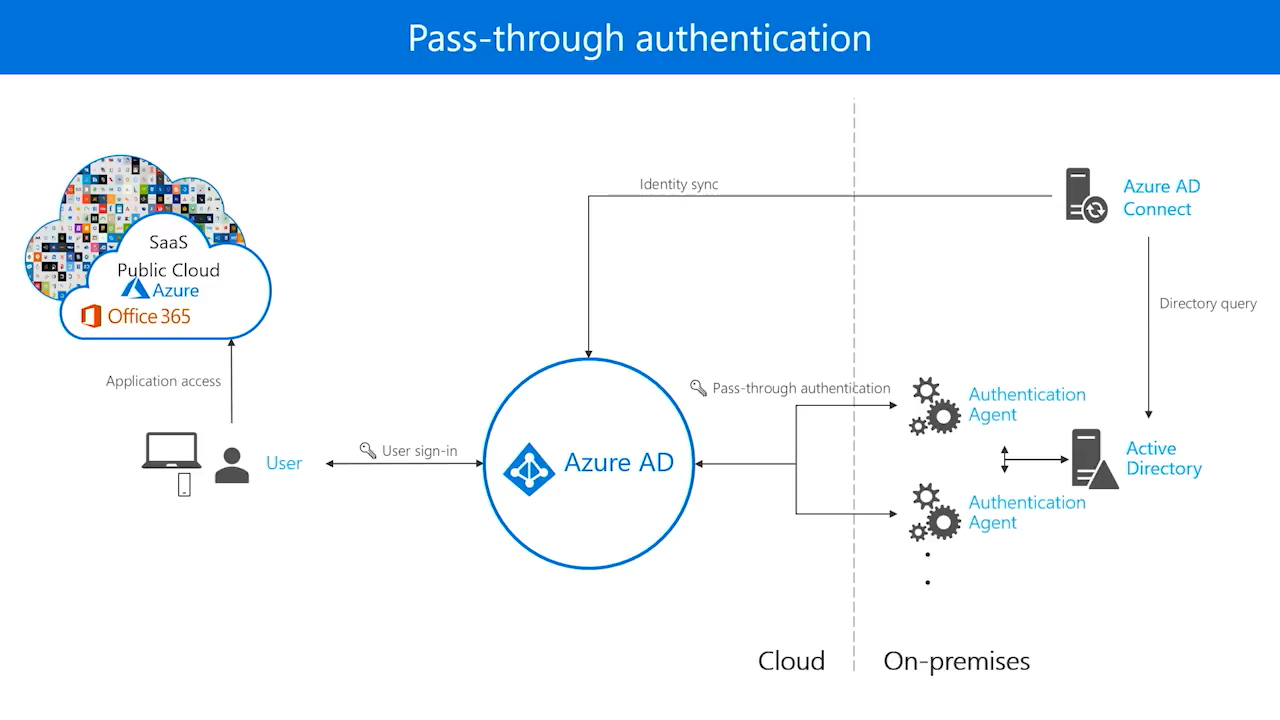 Pass-through authentication
Identity sync
Azure AD
Connect
SaaS
Public Cloud
Azure
Office 365
Directory query
Application access
Pass-through authentication
Authentication
Agent
User
User sign-in
Azure AD
Active
Directory
Authentication
Agent
Cloud
On-premises